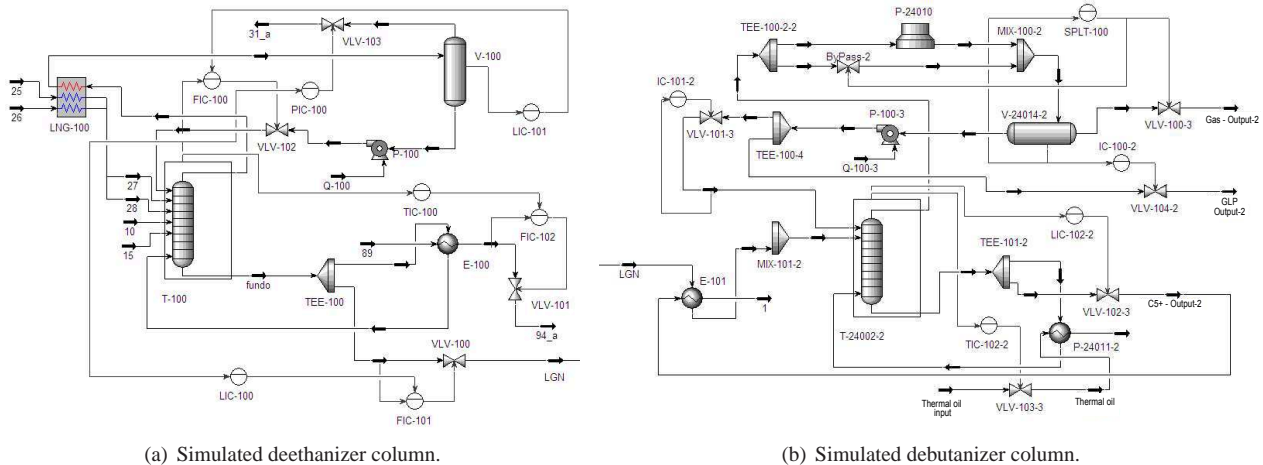 31_a
VLV-103
V-100
25
26
LNG-100
FIC-100
PIC-100
LIC-101
VLV-102
P-100
Q-100
27
28
10
15
TIC-100
FIC-102
89
E-100
T-100
fundo
TEE-100
VLV-101
94_a
VLV-100
LGN
LIC-100
FIC-101
(a) Simulated deethanizer column.
P-24010
TEE-100-2-2
MIX-100-2
SPLT-100
ByPass-2
IC-101-2
P-100-3
V-24014-2
VLV-100-3
Gas - Output-2
VLV-101-3
TEE-100-4
Q-100-3
IC-100-2
VLV-104-2
GLP
Output-2
MIX-101-2
LIC-102-2
TEE-101-2
LGN
E-101
1
VLV-102-3
C5+ - Output-2
T-24002-2
TIC-102-2
P-24011-2
Thermal oil
input
VLV-103-3
Thermal oil
(b) Simulated debutanizer column.